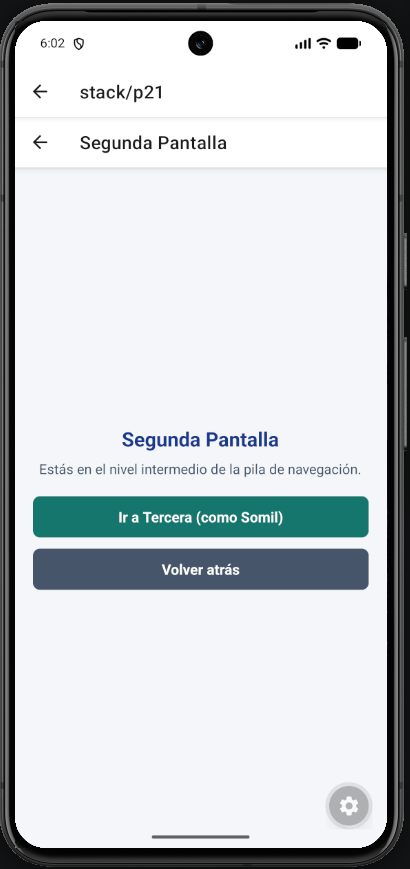 6:02
stack/p21
Segunda Pantalla
Segunda Pantalla
Estás en el nivel intermedio de la pila de navegación.
Ir a Tercera (como Somil)
Volver atrás